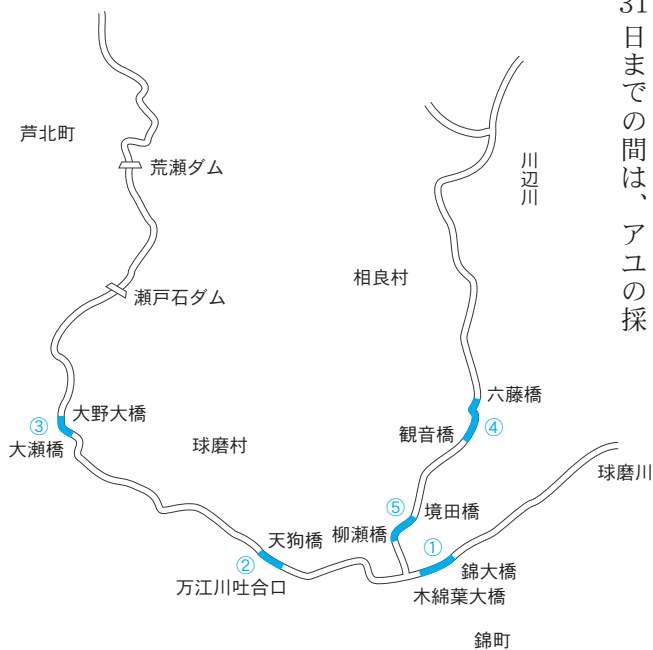 31日までの間は、アユの採
芦北町
荒瀬ダム
川辺川
相良村
瀬戸石ダム
六藤橋
③
大野大橋
④
観音橋
大瀬橋
球磨村
球磨川
⑤
境田橋
天狗橋
柳瀬橋
①
②
錦大橋
万江川吐合口
木綿葉大橋
錦町